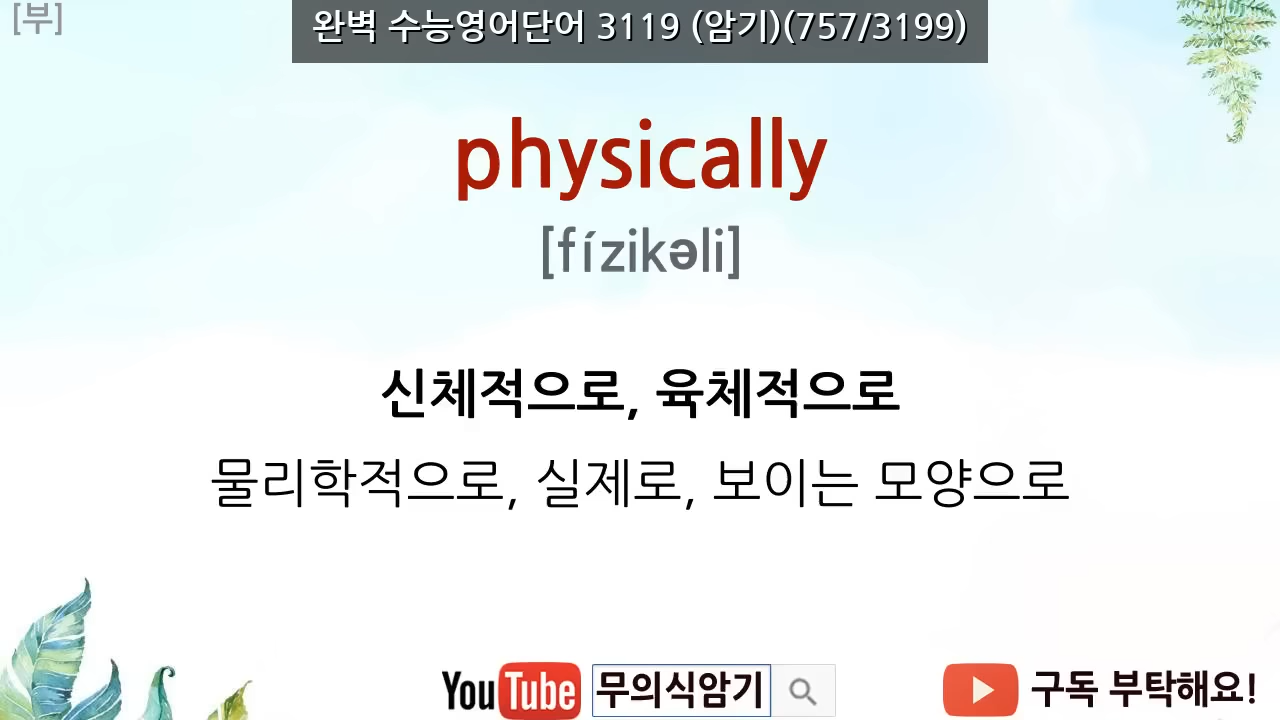 [부]
완벽 수능영어단어 3119 (암기)(757/3199)
physically
[fízikəli]
신체적으로, 육체적으로
물리학적으로, 실제로, 보이는 모양으로
YouTube 무의식암기
구독 부탁해요!